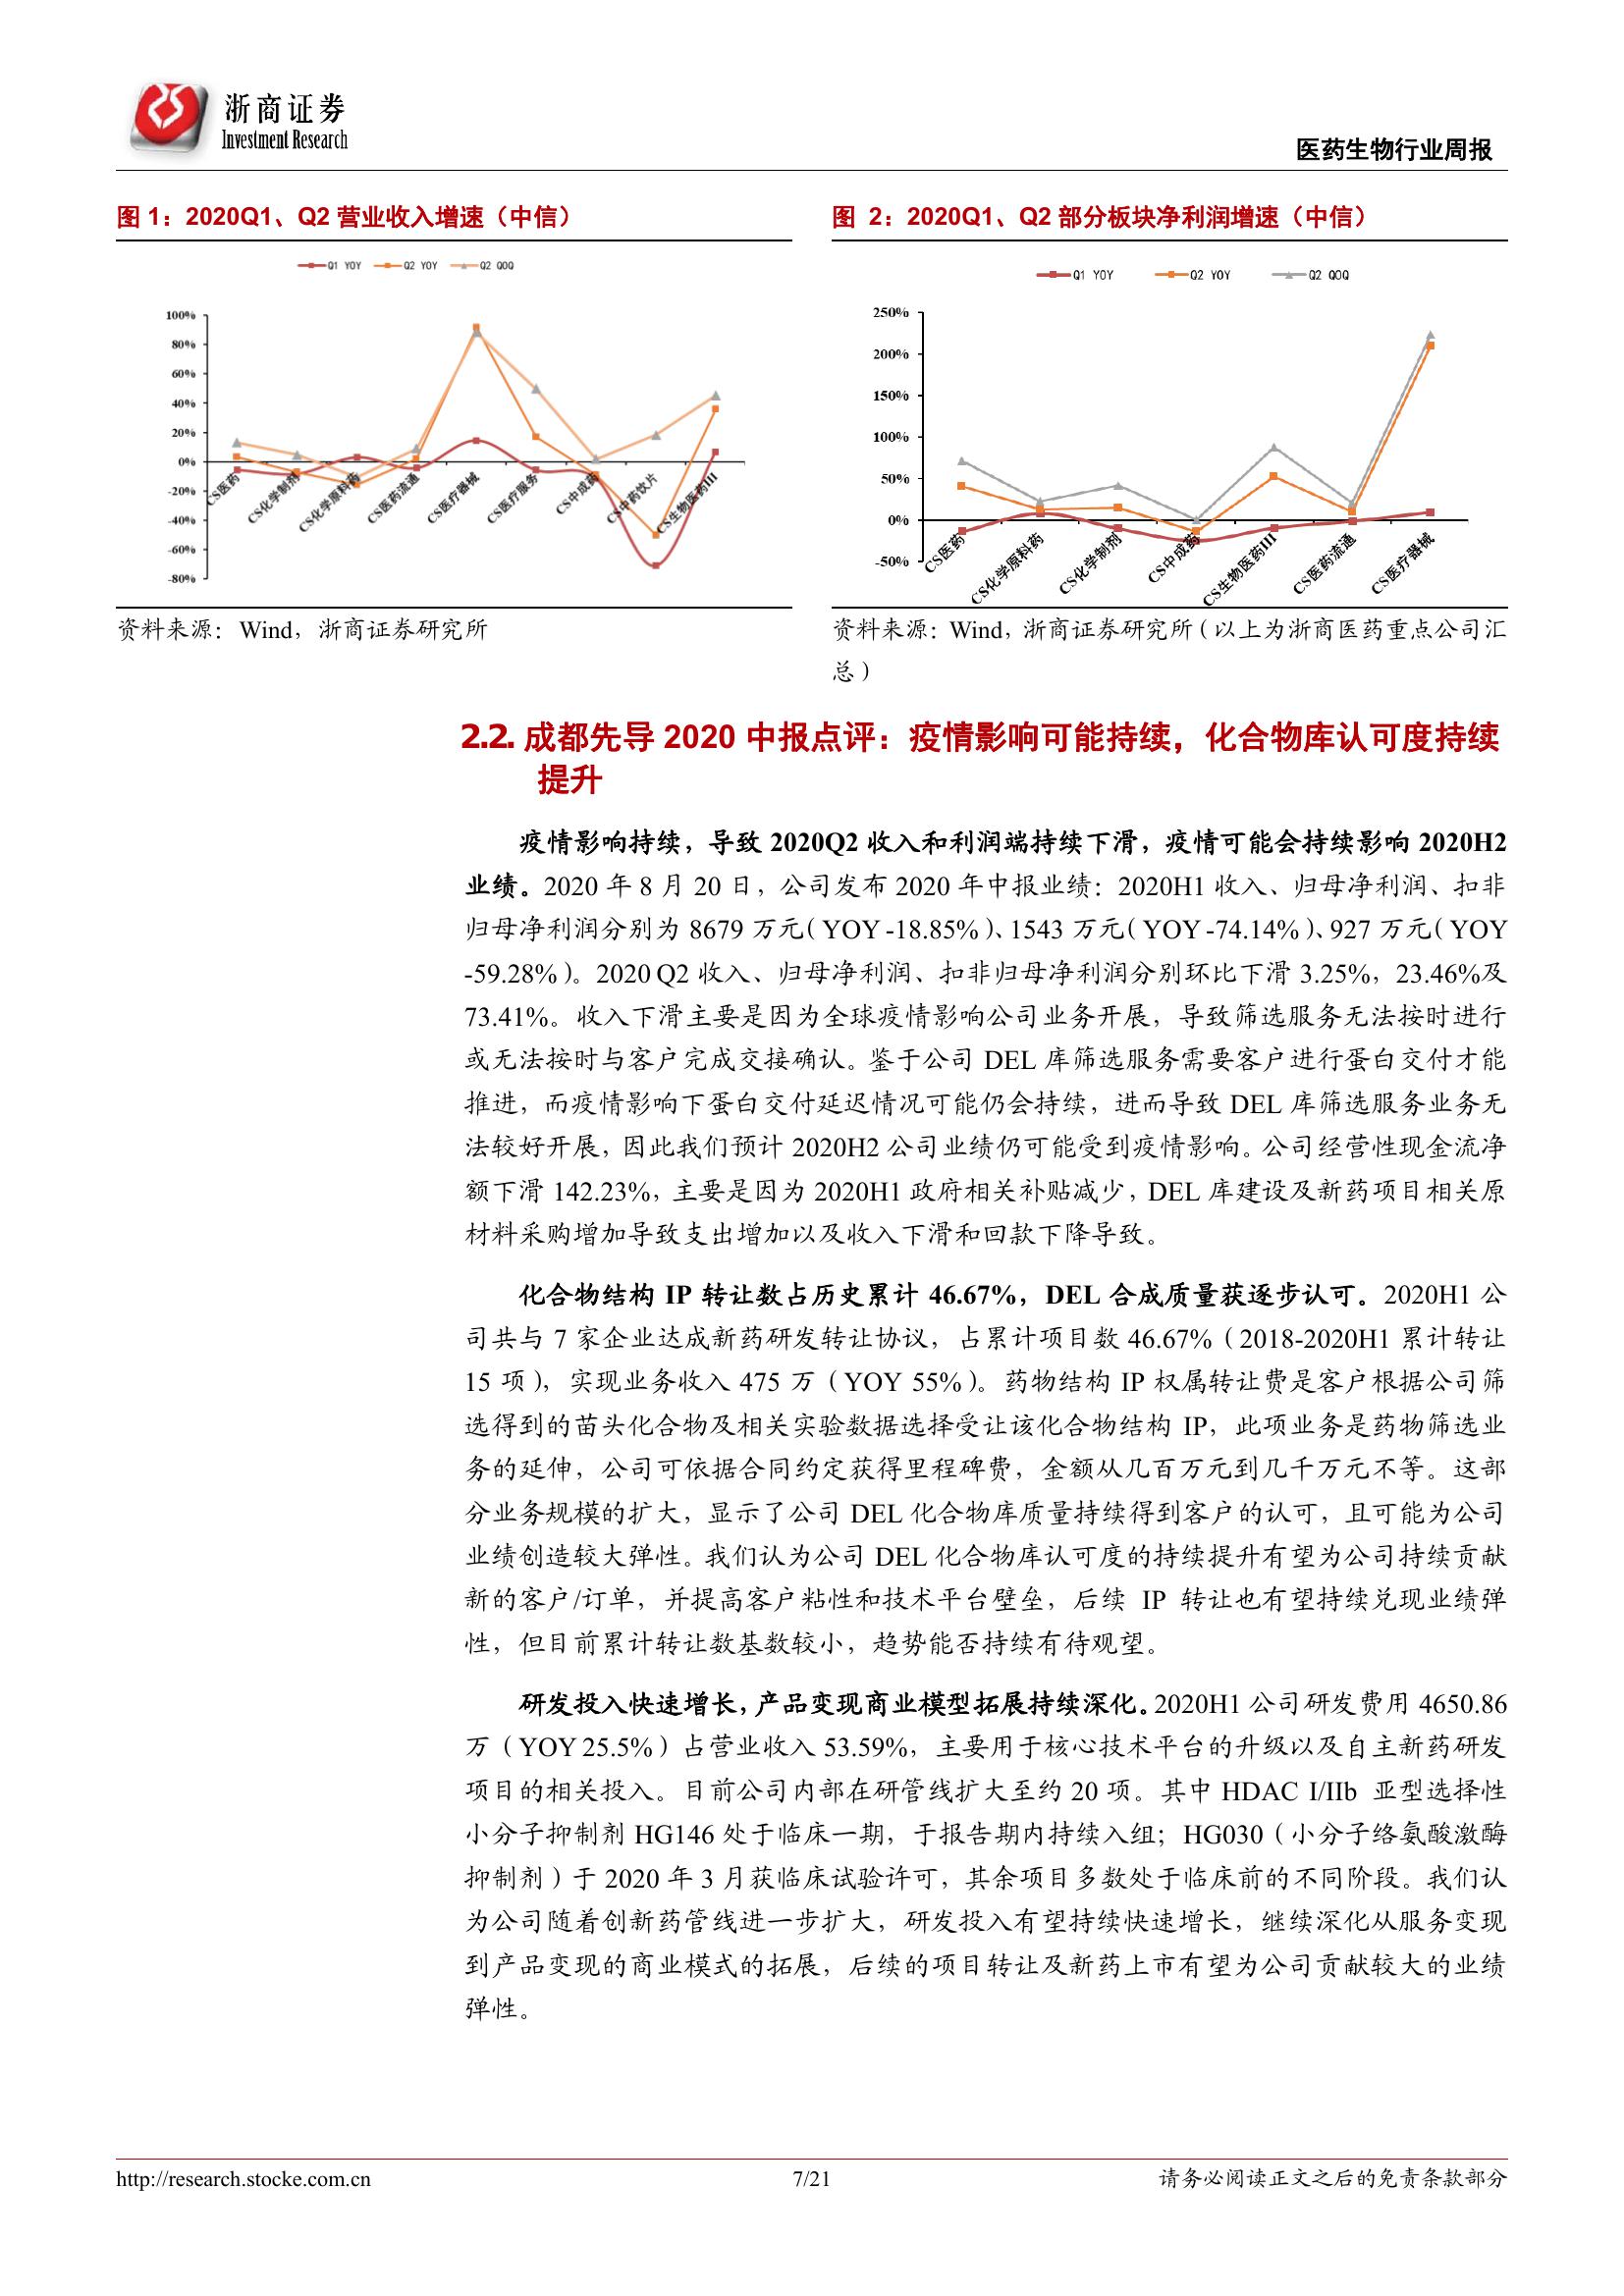 浙商证券
Investment Research
医药生物行业周报
图 1：2020Q1、Q2 营业收入增速（中信）
Q1 YOY Q2 YOY Q2 QOQ
100%
80%
60%
40%
20%
0%
-20%
-40%
-60%
-80%
CS医药
CS化学制剂
CS化学原料药
CS医药流通
CS医疗器械
CS医疗服务
CS中成药
CS中药饮片
CS生物医药III
资料来源：Wind，浙商证券研究所
图 2：2020Q1、Q2 部分板块净利润增速（中信）
Q1 YOY Q2 YOY Q2 QOQ
250%
200%
150%
100%
50%
0%
-50%
CS医药
CS化学原料药
CS化学制剂
CS中成药
CS生物医药III
CS医药流通
CS医疗器械
资料来源：Wind，浙商证券研究所（以上为浙商医药重点公司汇
总）
2.2. 成都先导 2020 中报点评：疫情影响可能持续，化合物库认可度持续
提升
疫情影响持续，导致 2020Q2 收入和利润端持续下滑，疫情可能会持续影响 2020H2
业绩。2020 年 8 月 20 日，公司发布 2020 年中报业绩：2020H1 收入、归母净利润、扣非
归母净利润分别为 8679 万元（YOY -18.85%）、1543 万元（YOY -74.14%）、927 万元（YOY
-59.28%）。2020 Q2 收入、归母净利润、扣非归母净利润分别环比下滑 3.25%，23.46%及
73.41%。收入下滑主要是因为全球疫情影响公司业务开展，导致筛选服务无法按时进行
或无法按时与客户完成交接确认。鉴于公司 DEL 库筛选服务需要客户进行蛋白交付才能
推进，而疫情影响下蛋白交付延迟情况可能仍会持续，进而导致 DEL 库筛选服务业务无
法较好开展，因此我们预计 2020H2 公司业绩仍可能受到疫情影响。公司经营性现金流净
额下滑 142.23%，主要是因为 2020H1 政府相关补贴减少，DEL 库建设及新药项目相关原
材料采购增加导致支出增加以及收入下滑和回款下降导致。
化合物结构 IP 转让数占历史累计 46.67%，DEL 合成质量获逐步认可。2020H1 公
司共与 7 家企业达成新药研发转让协议，占累计项目数 46.67%（2018-2020H1 累计转让
15 项），实现业务收入 475 万（YOY 55%）。药物结构 IP 权属转让费是客户根据公司筛
选得到的苗头化合物及相关实验数据选择受让该化合物结构 IP，此项业务是药物筛选业
务的延伸，公司可依据合同约定获得里程碑费，金额从几百万元到几千万元不等。这部
分业务规模的扩大，显示了公司 DEL 化合物库质量持续得到客户的认可，且可能为公司
业绩创造较大弹性。我们认为公司 DEL 化合物库认可度的持续提升有望为公司持续贡献
新的客户/订单，并提高客户粘性和技术平台壁垒，后续 IP 转让也有望持续兑现业绩弹
性，但目前累计转让数基数较小，趋势能否持续有待观望。
研发投入快速增长，产品变现商业模型拓展持续深化。2020H1 公司研发费用 4650.86
万（YOY 25.5%）占营业收入 53.59%，主要用于核心技术平台的升级以及自主新药研发
项目的相关投入。目前公司内部在研管线扩大至约 20 项。其中 HDAC I/IIb 亚型选择性
小分子抑制剂 HG146 处于临床一期，于报告期内持续入组；HG030（小分子络氨酸激酶
抑制剂）于 2020 年 3 月获临床试验许可，其余项目多数处于临床前的不同阶段。我们认
为公司随着创新药管线进一步扩大，研发投入有望持续快速增长，继续深化从服务变现
到产品变现的商业模式的拓展，后续的项目转让及新药上市有望为公司贡献较大的业绩
弹性。
http://research.stocke.com.cn
7/21
请务必阅读正文之后的免责条款部分